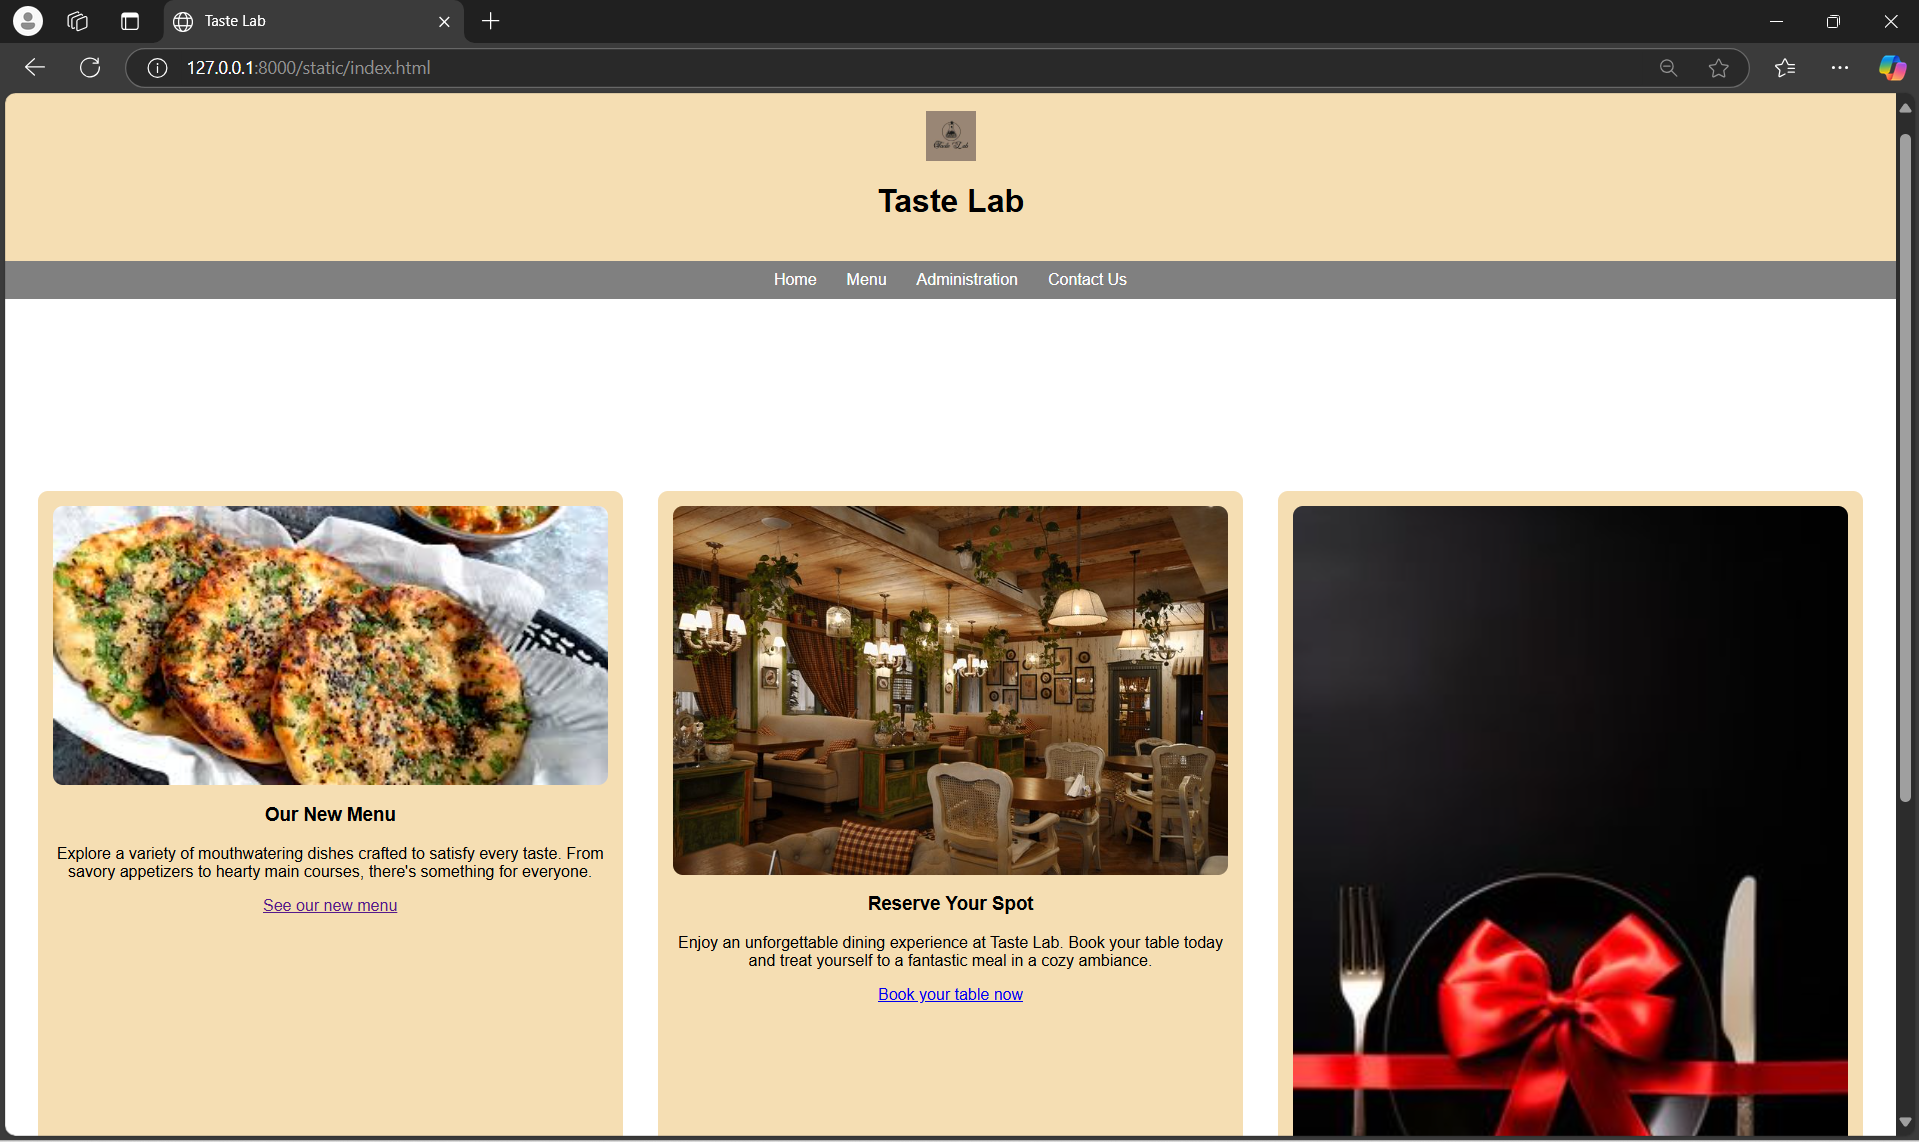 Taste Lab
127.0.0.1:8000/static/index.html
Taste Lab
Taste Lab
Home Menu Administration Contact Us
Our New Menu
Explore a variety of mouthwatering dishes crafted to satisfy every taste. From
savory appetizers to hearty main courses, there's something for everyone.
See our new menu
Reserve Your Spot
Enjoy an unforgettable dining experience at Taste Lab. Book your table today
and treat yourself to a fantastic meal in a cozy ambiance.
Book your table now